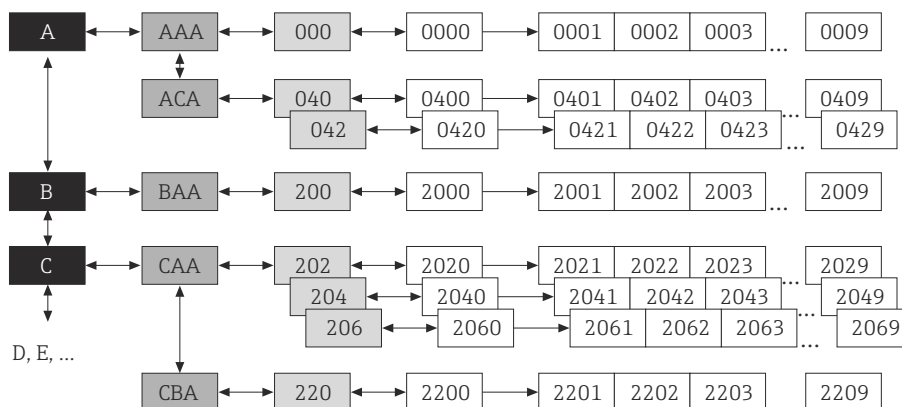 A AAA 000 0000 0001 0002 0003 ... 0009
ACA 040 0400 0401 0402 0403 ... 0409
042 0420 0421 0422 0423 ... 0429
B BAA 200 2000 2001 2002 2003 ... 2009
C CAA 202 2020 2021 2022 2023 ... 2029
204 2040 2041 2042 2043 ... 2049
206 2060 2061 2062 2063 ... 2069
D, E, ...
CBA 220 2200 2201 2202 2203 ... 2209